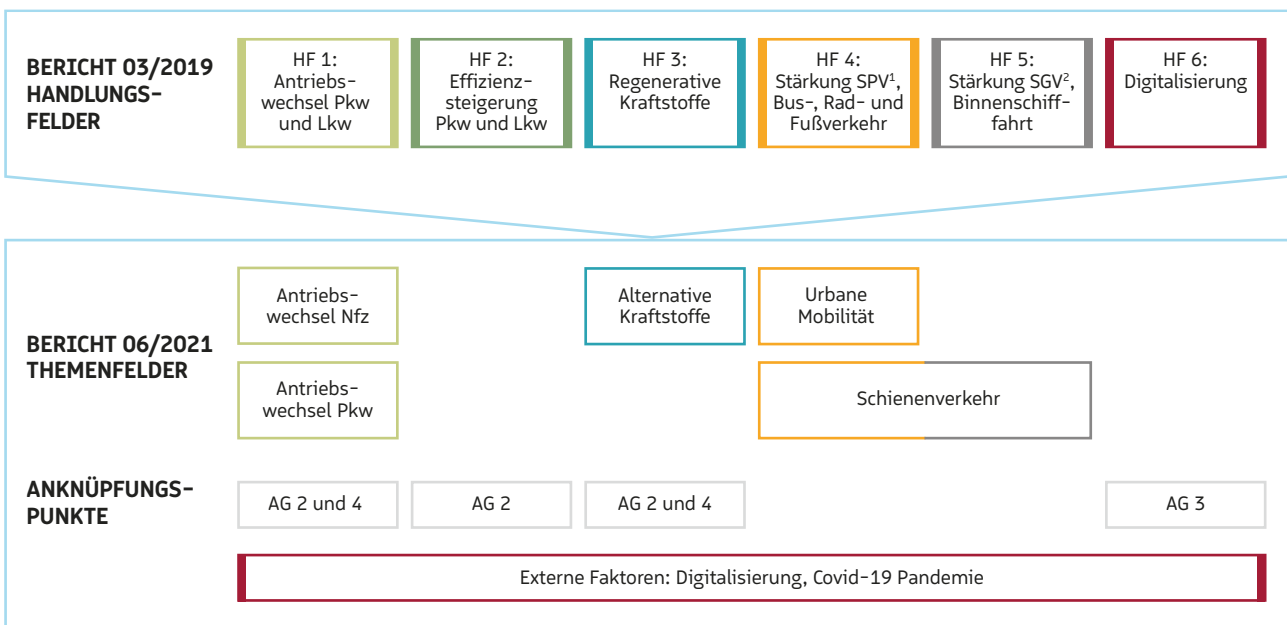 BERICHT 03/2019
HANDLUNGS-
FELDER
HF 1:
Antriebs-
wechsel Pkw
und Lkw
HF 2:
Effizienz-
steigerung
Pkw und Lkw
HF 3:
Regenerative
Kraftstoffe
HF 4:
Stärkung SPV¹,
Bus-, Rad- und
Fußverkehr
HF 5:
Stärkung SGV²,
Binnenschiff-
fahrt
HF 6:
Digitalisierung
BERICHT 06/2021
THEMENFELDER
Antriebs-
wechsel Nfz
Alternative
Kraftstoffe
Urbane
Mobilität
Antriebs-
wechsel Pkw
Schienenverkehr
ANKNÜPFUNGS-
PUNKTE
AG 2 und 4
AG 2
AG 2 und 4
AG 3
Externe Faktoren: Digitalisierung, Covid-19 Pandemie